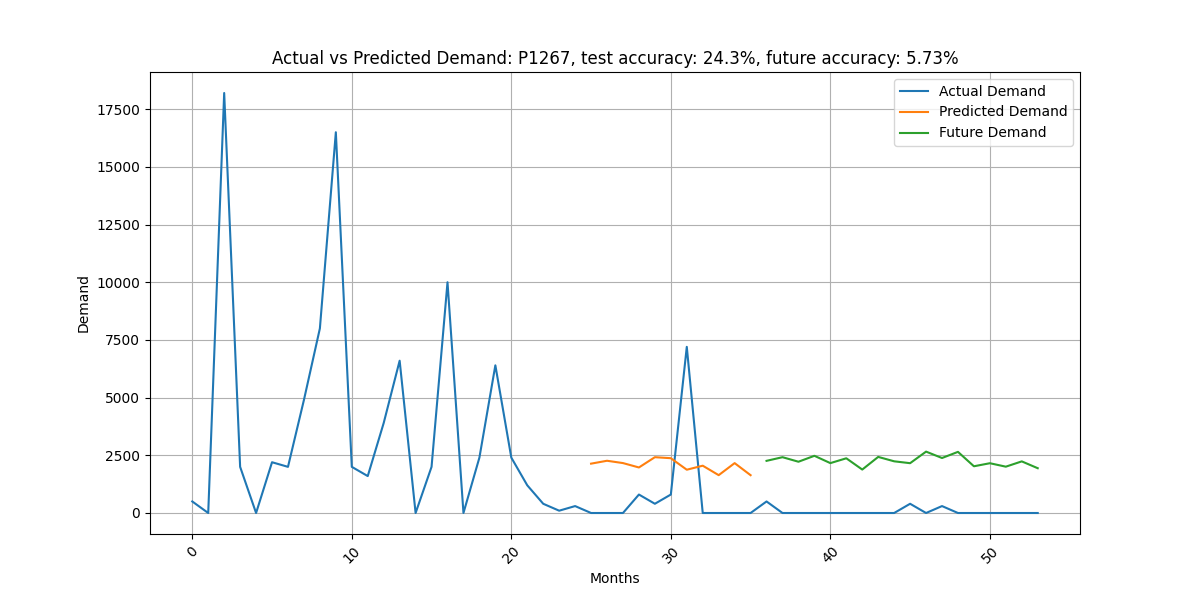 Actual vs Predicted Demand: P1267, test accuracy: 24.3%, future accuracy: 5.73%
Actual Demand
Predicted Demand
Future Demand
17500
15000
12500
10000
7500
5000
2500
0
Demand
0
10
20
30
40
50
Months